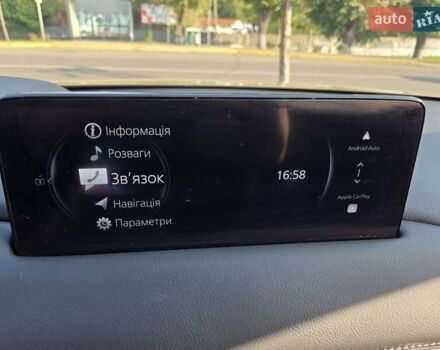 auto RIA
Інформація
Розваги
Зв'язок
Навігація
Параметри
16:58
Android Auto
Apple CarPlay